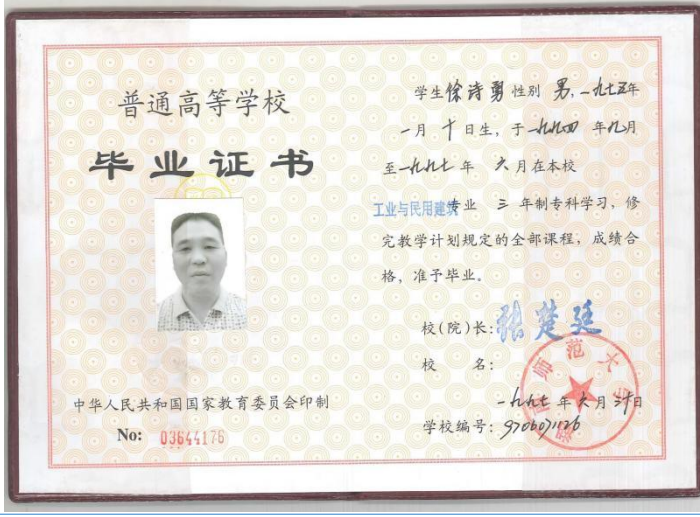 普通高等学校
毕业证书
中华人民共和国国家教育委员会印制
No: 03644176
学生徐诗勇性别 男,一九七五年
一月 十 日生,于一九九四 年九月
至一九九七年 六月在本校
工业与民用建筑专业 三 年制专科学习,修
完教学计划规定的全部课程,成绩合
格,准予毕业。
校(院)长:张楚廷
校 名:
师范大
一九九七年六月三十日
学校编号: